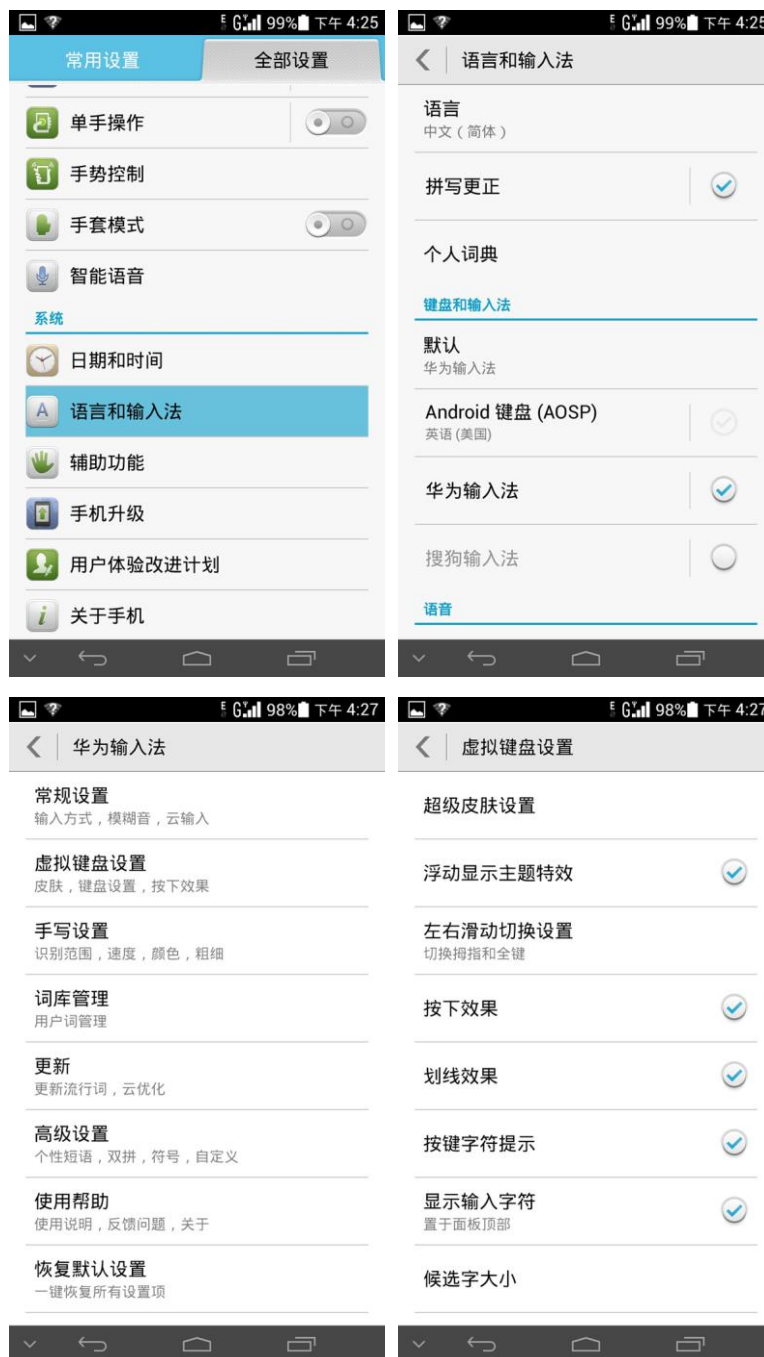 99% 下午 4:25
常用设置
全部设置
单手操作
手势控制
手套模式
智能语音
系统
日期和时间
A 语言和输入法
辅助功能
手机升级
用户体验改进计划
i 关于手机
99% 下午 4:25
语言和输入法
语言
中文（简体）
拼写更正
个人词典
键盘和输入法
默认
华为输入法
Android 键盘 (AOSP)
英语 (美国)
华为输入法
搜狗输入法
语音
98% 下午 4:27
华为输入法
常规设置
输入方式，模糊音，云输入
虚拟键盘设置
皮肤，键盘设置，按下效果
手写设置
识别范围，速度，颜色，粗细
词库管理
用户词管理
更新
更新流行词，云优化
高级设置
个性短语，双拼，符号，自定义
使用帮助
使用说明，反馈问题，关于
恢复默认设置
一键恢复所有设置项
98% 下午 4:27
虚拟键盘设置
超级皮肤设置
浮动显示主题特效
左右滑动切换设置
切换拇指和全键
按下效果
划线效果
按键字符提示
显示输入字符
置于面板顶部
候选字大小